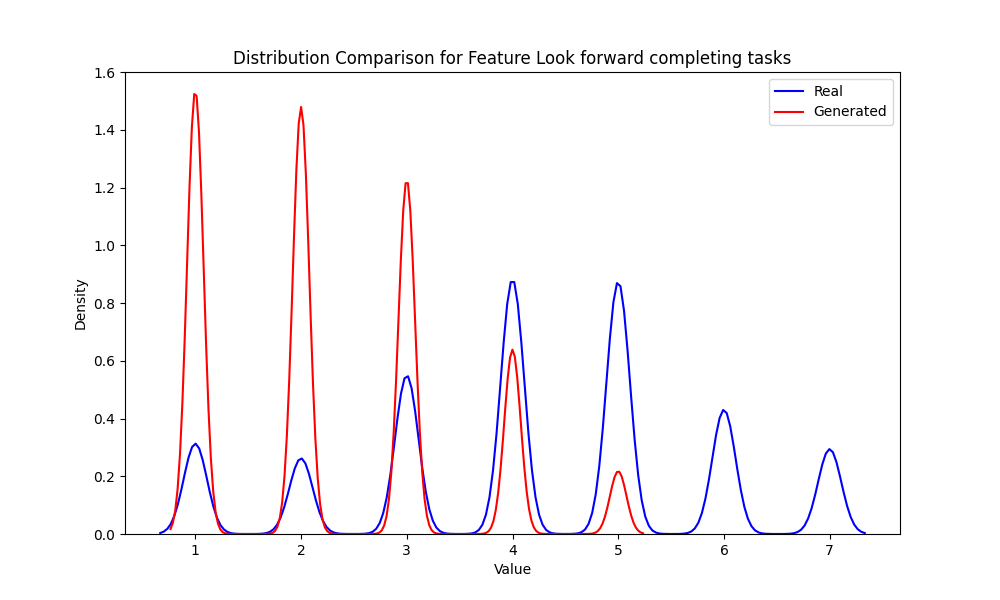 Distribution Comparison for Feature Look forward completing tasks
Real
Generated
Density
1.6
1.4
1.2
1.0
0.8
0.6
0.4
0.2
0.0
1 2 3 4 5 6 7
Value